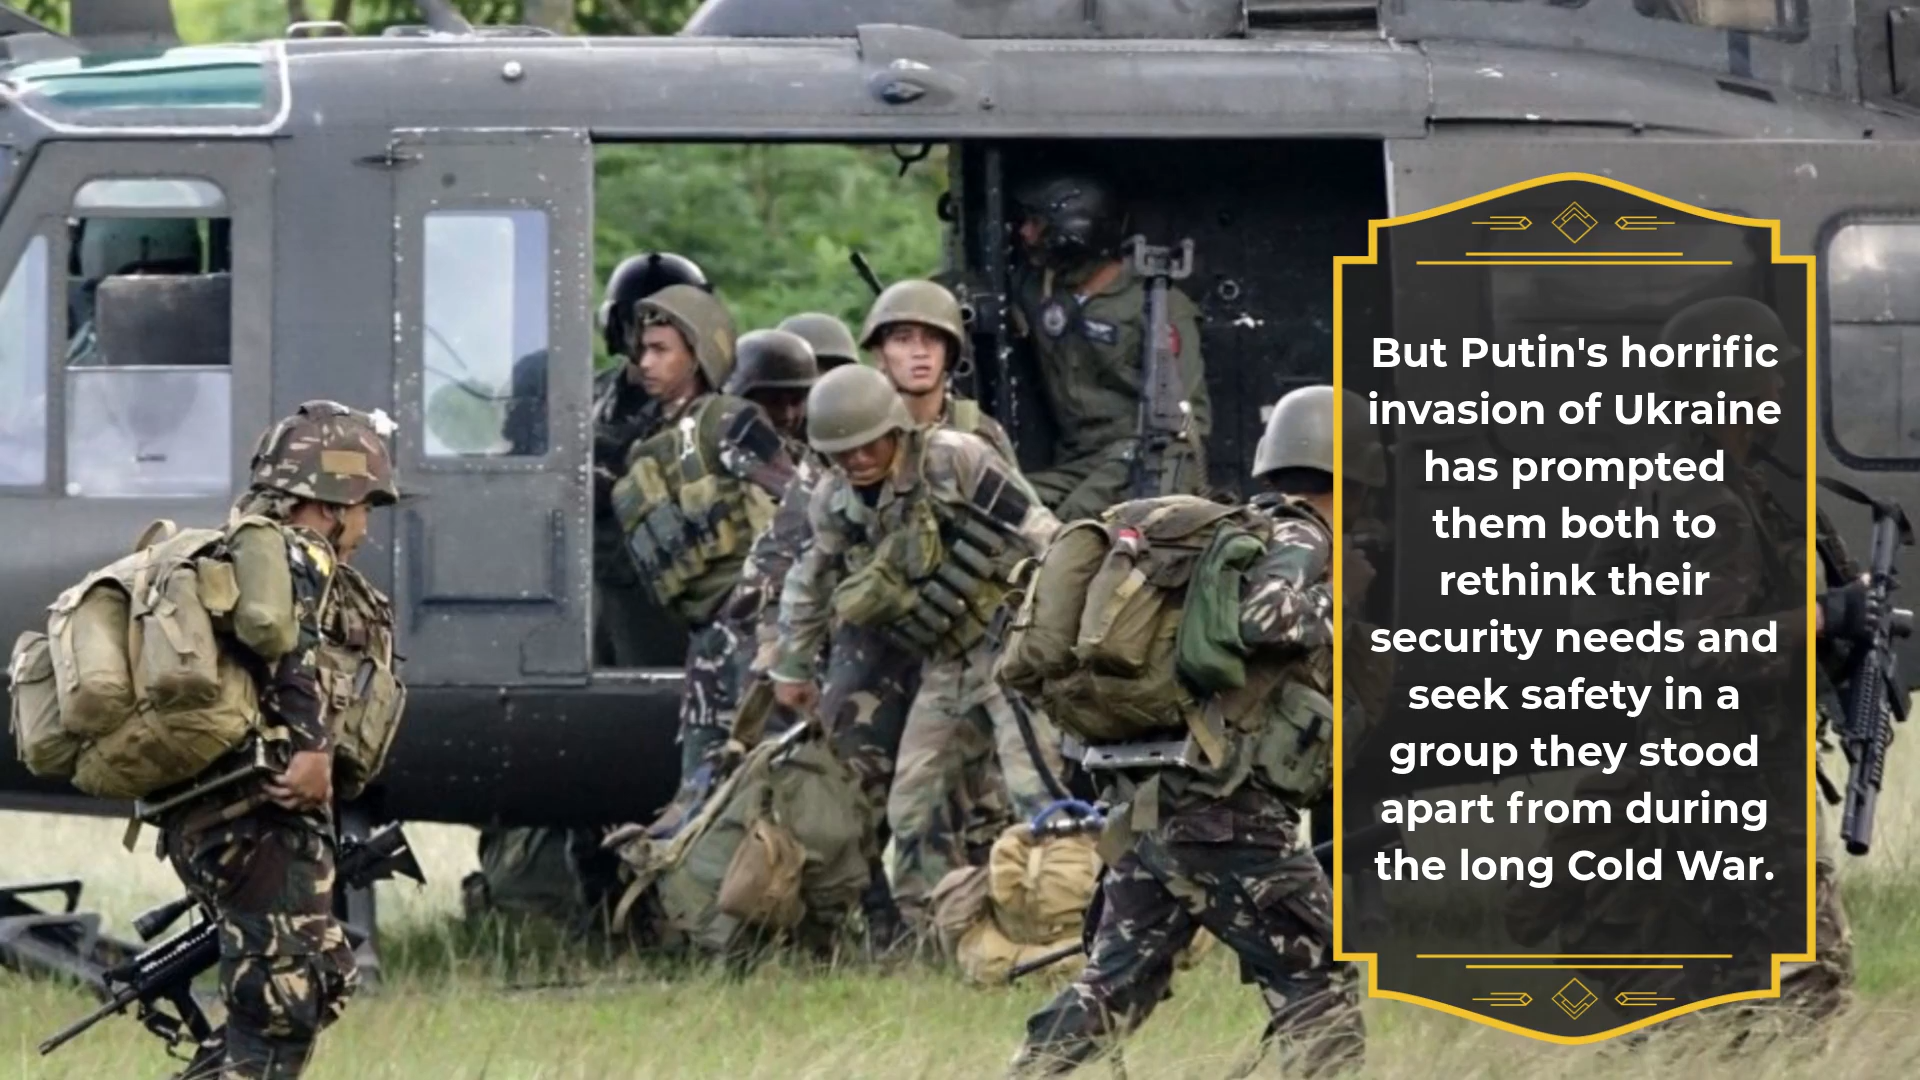 But Putin's horrific
invasion of Ukraine
has prompted
them both to
rethink their
security needs and
seek safety in a
group they stood
apart from during
the long Cold War.